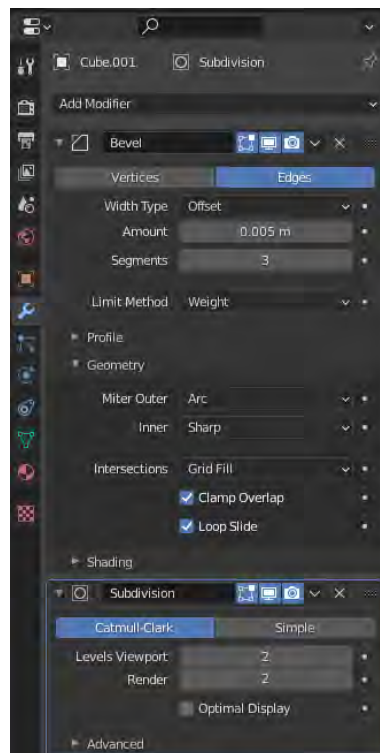 Cube.001 Subdivision
Add Modifier
Bevel
Vertices Edges
Width Type Offset
Amount 0.005 m
Segments 3
Limit Method Weight
Profile
Geometry
Miter Outer Arc
Inner Sharp
Intersections Grid Fill
Clamp Overlap
Loop Slide
Shading
Subdivision
Catmull-Clark Simple
Levels Viewport 2
Render 2
Optimal Display
Advanced